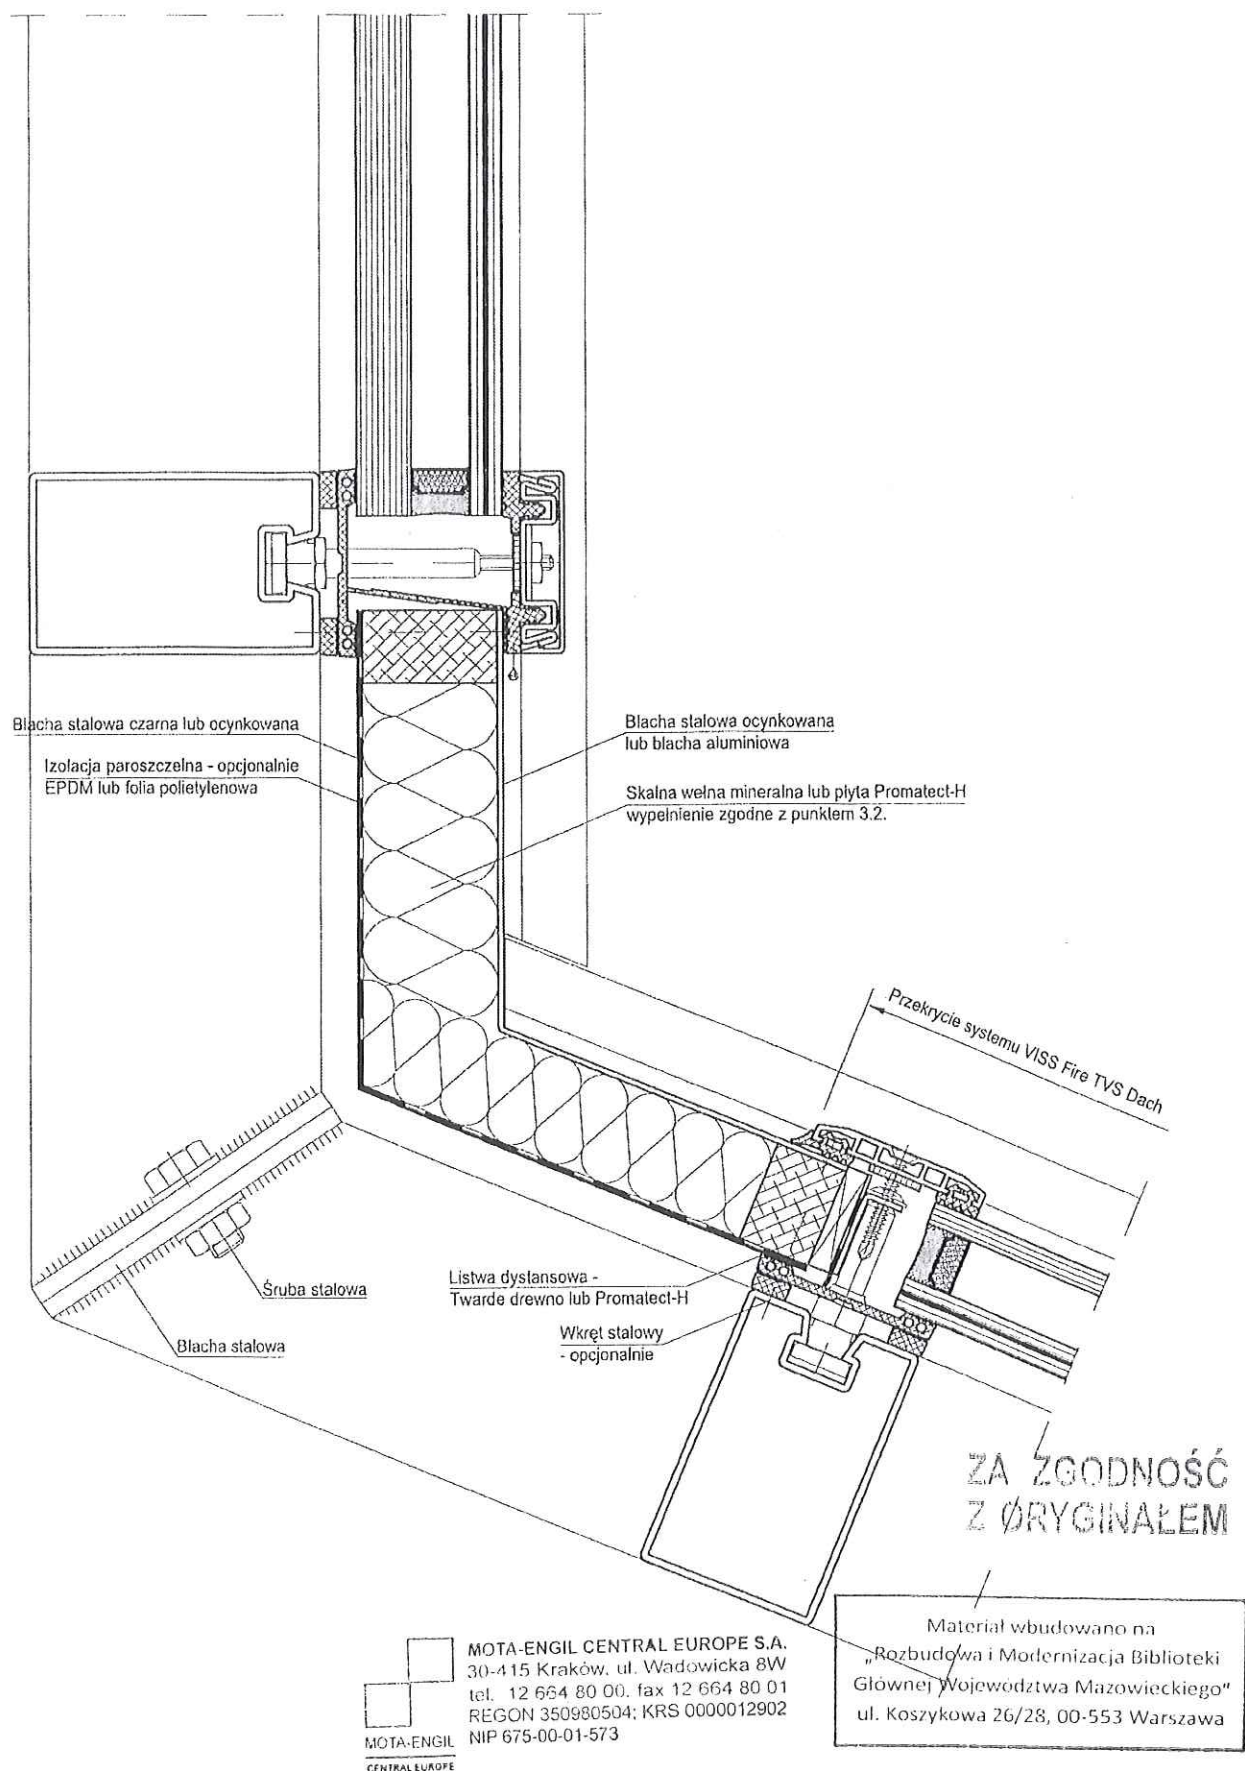 Blacha stalowa czarna lub ocynkowana
Izolacja paroszczelna - opcjonalnie
EPDM lub folia polietylenowa
Blacha stalowa ocynkowana
lub blacha aluminiowa
Skalna wełna mineralna lub płyta Promatect-H
wypełnienie zgodne z punktem 3.2.
Przekrycie systemu VISS Fire TVS Dach
Śruba stalowa
Blacha stalowa
Listwa dystansowa -
Twarde drewno lub Promatect-H
Wkręt stalowy
- opcjonalnie
ZA ZGODNOŚĆ
Z ORYGINAŁEM
Materiał wbudowano na
„Rozbudowa i Modernizacja Biblioteki
Głównej Województwa Mazowieckiego"
ul. Koszykowa 26/28, 00-553 Warszawa
MOTA-ENGIL
CENTRAL EUROPE
MOTA-ENGIL CENTRAL EUROPE S.A.
30-415 Kraków, ul. Wadowicka 8W
tel. 12 664 80 00, fax 12 664 80 01
REGON 350980504; KRS 0000012902
NIP 675-00-01-573